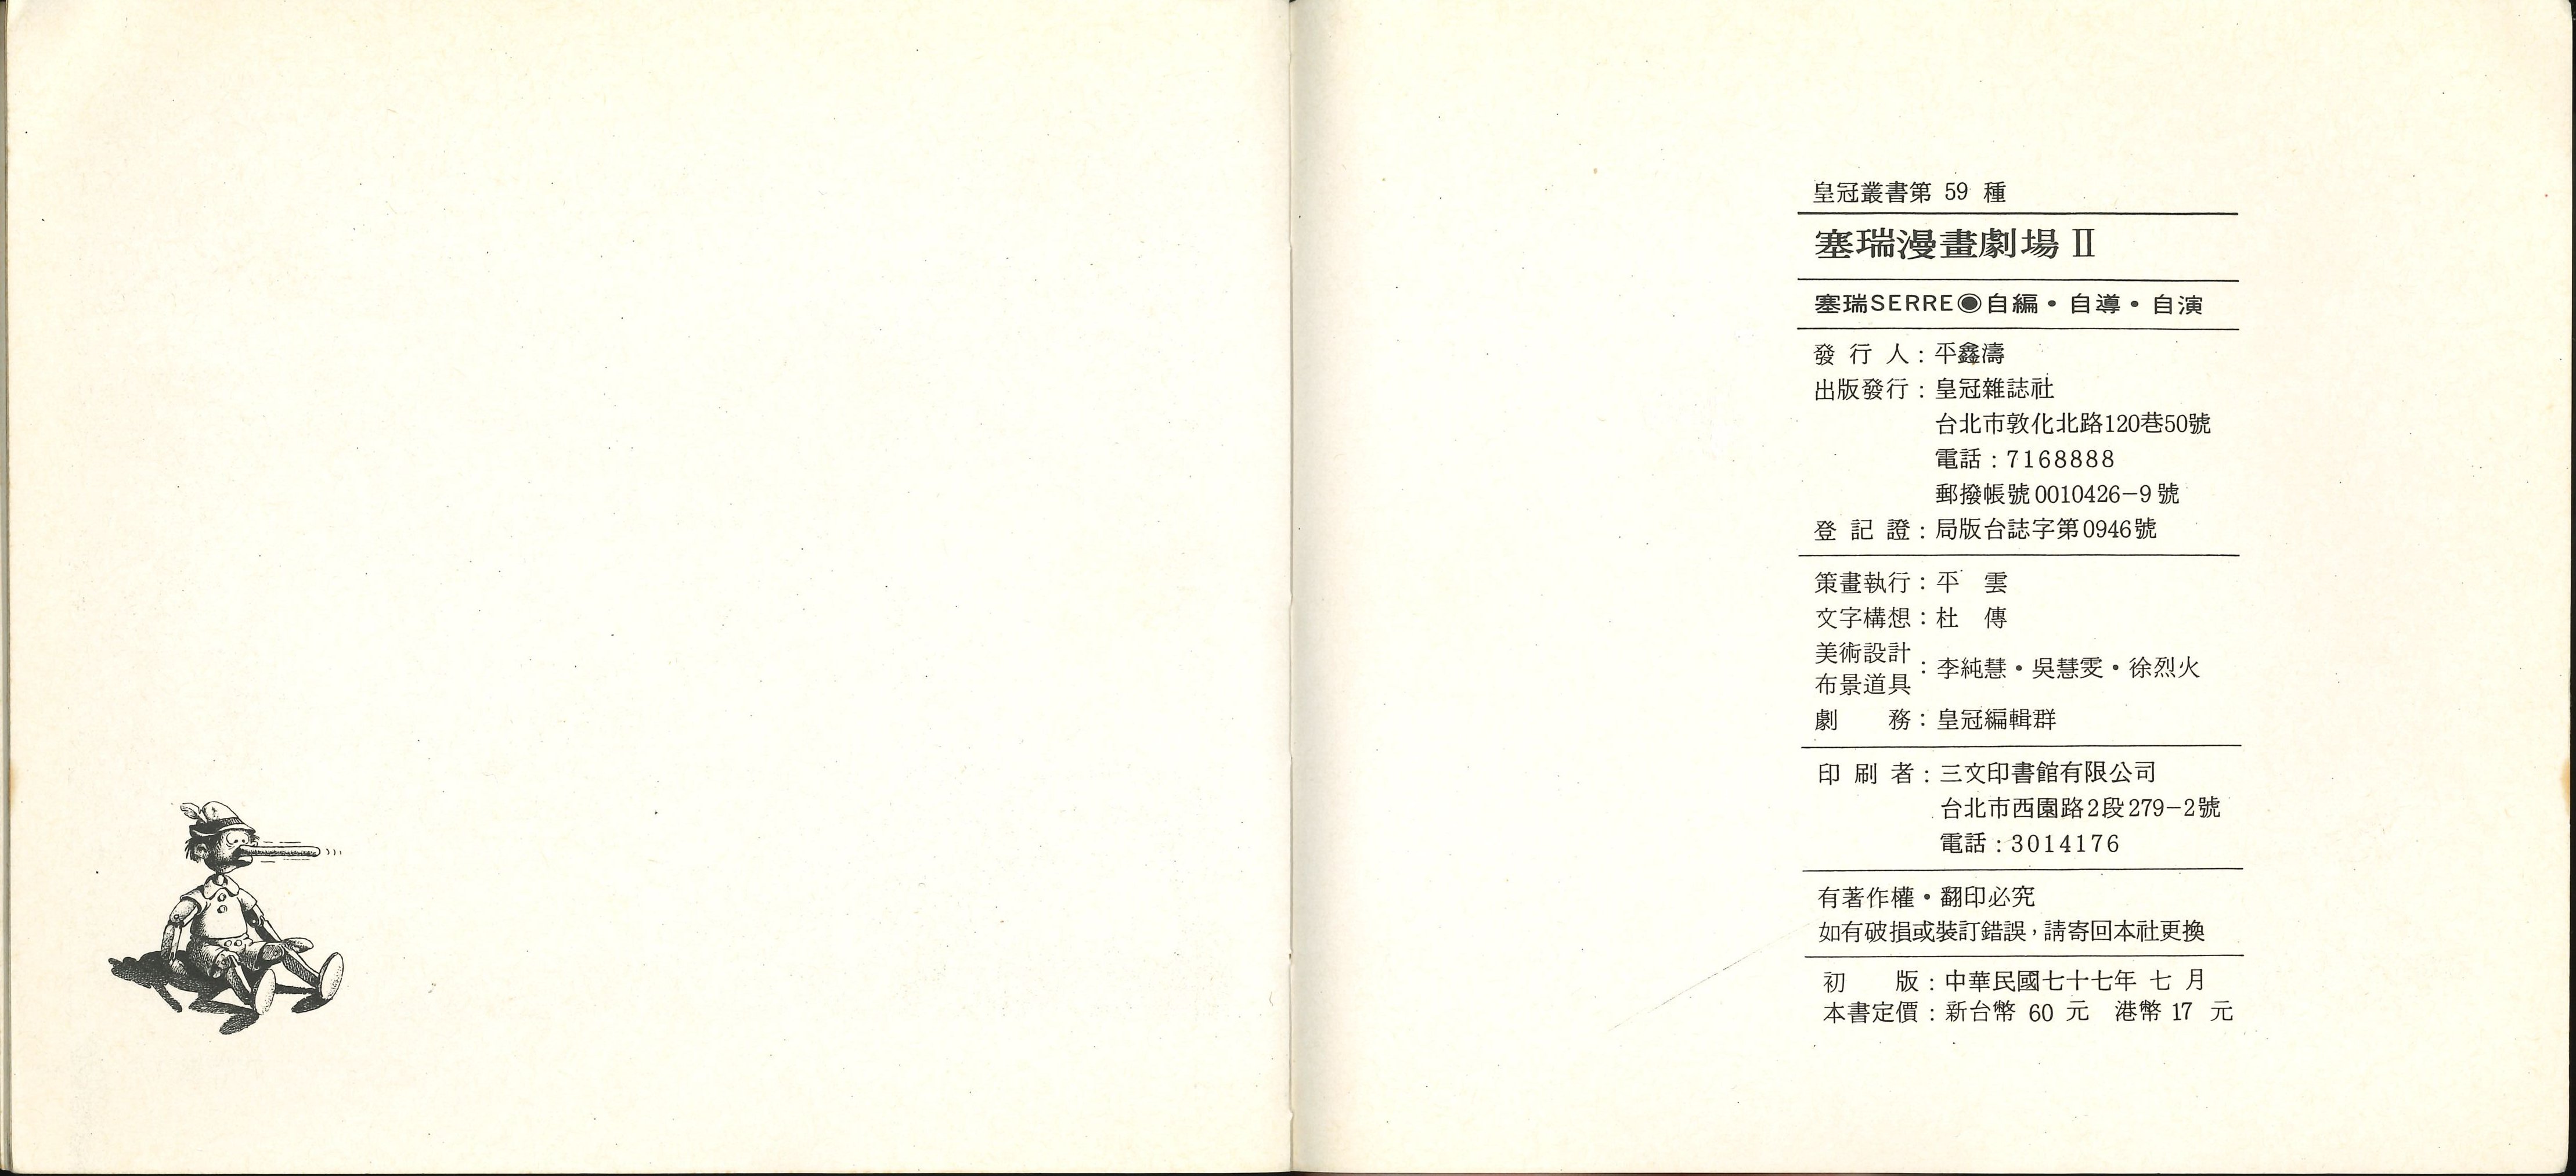 皇冠叢書第 59 種
塞瑞漫畫劇場 II
塞瑞SERRE◉自編・自導・自演
發行人：平鑫濤
出版發行：皇冠雜誌社
台北市敦化北路120巷50號
電話：7168888
郵撥帳號0010426-9號
登記證：局版台誌字第0946號
策畫執行：平　雲
文字構想：杜　傳
美術設計
布景道具：李純慧・吳慧雯・徐烈火
劇　務：皇冠編輯群
印刷者：三文印書館有限公司
台北市西園路2段279-2號
電話：3014176
有著作權・翻印必究
如有破損或裝訂錯誤，請寄回本社更換
初　版：中華民國七十七年 七 月
本書定價：新台幣 60 元　港幣 17 元